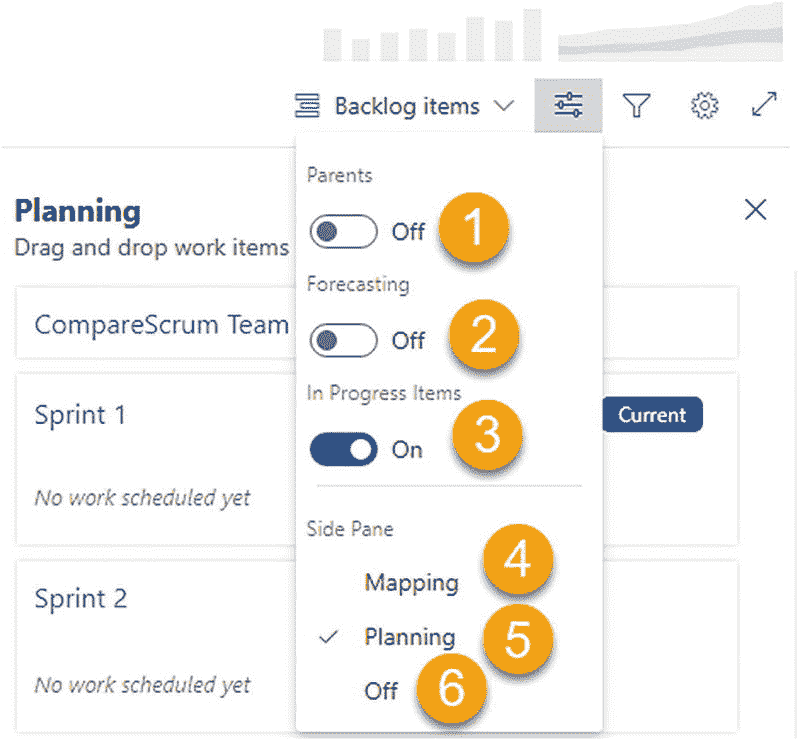 Backlog items
Parents
Off
1
Planning
Drag and drop work items
Forecasting
Off
2
CompareScrum Team
In Progress Items
On
3
Sprint 1
Current
No work scheduled yet
Side Pane
Mapping
4
Planning
5
Off
6
Sprint 2
No work scheduled yet